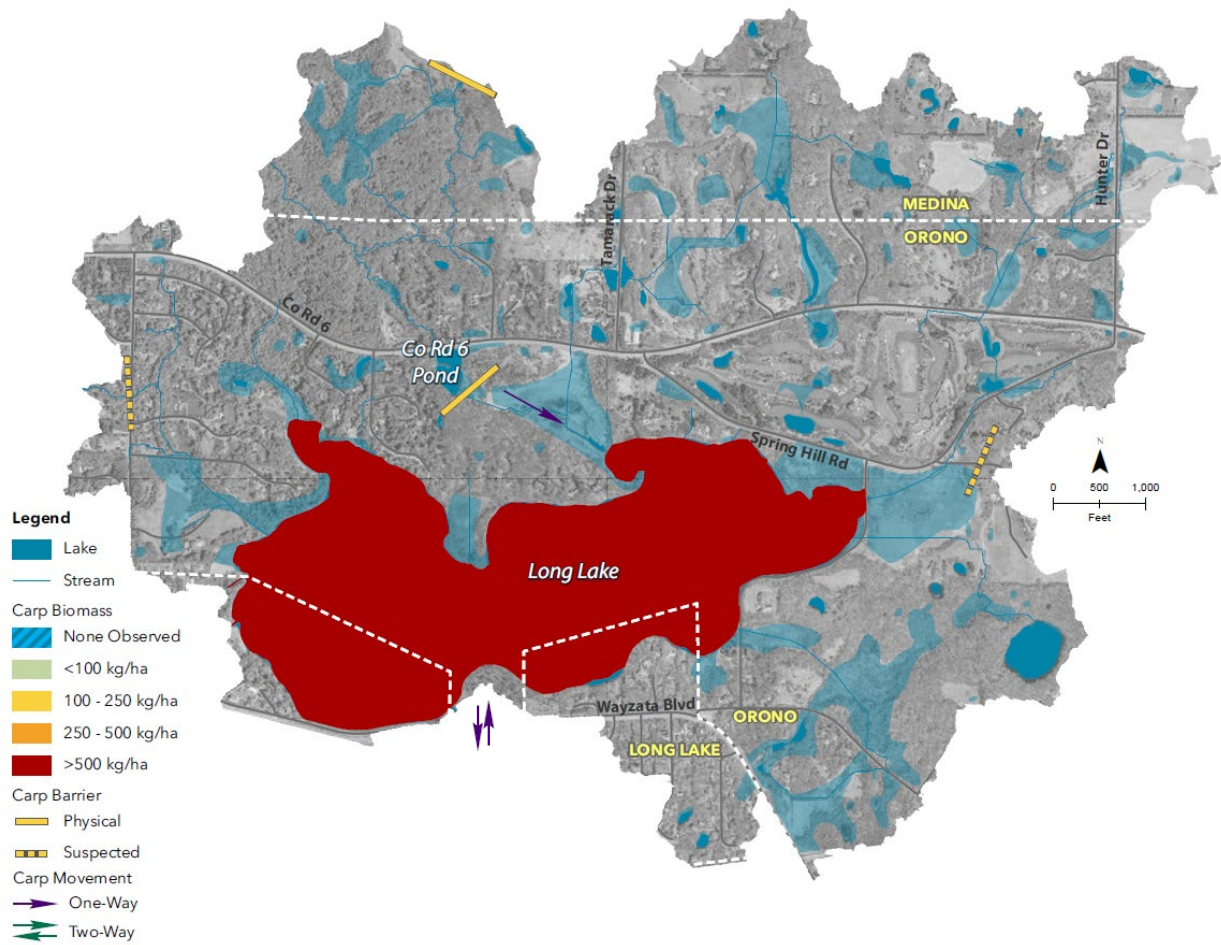 MEDINA
ORONO
Hunter Dr
Tamarack Dr
Co Rd 6
Co Rd 6
Pond
Spring Hill Rd
N
0 500 1,000
Feet
Long Lake
Wayzata Blvd
ORONO
LONG LAKE
Legend
Lake
Stream
Carp Biomass
None Observed
<100 kg/ha
100 - 250 kg/ha
250 - 500 kg/ha
>500 kg/ha
Carp Barrier
Physical
Suspected
Carp Movement
One-Way
Two-Way